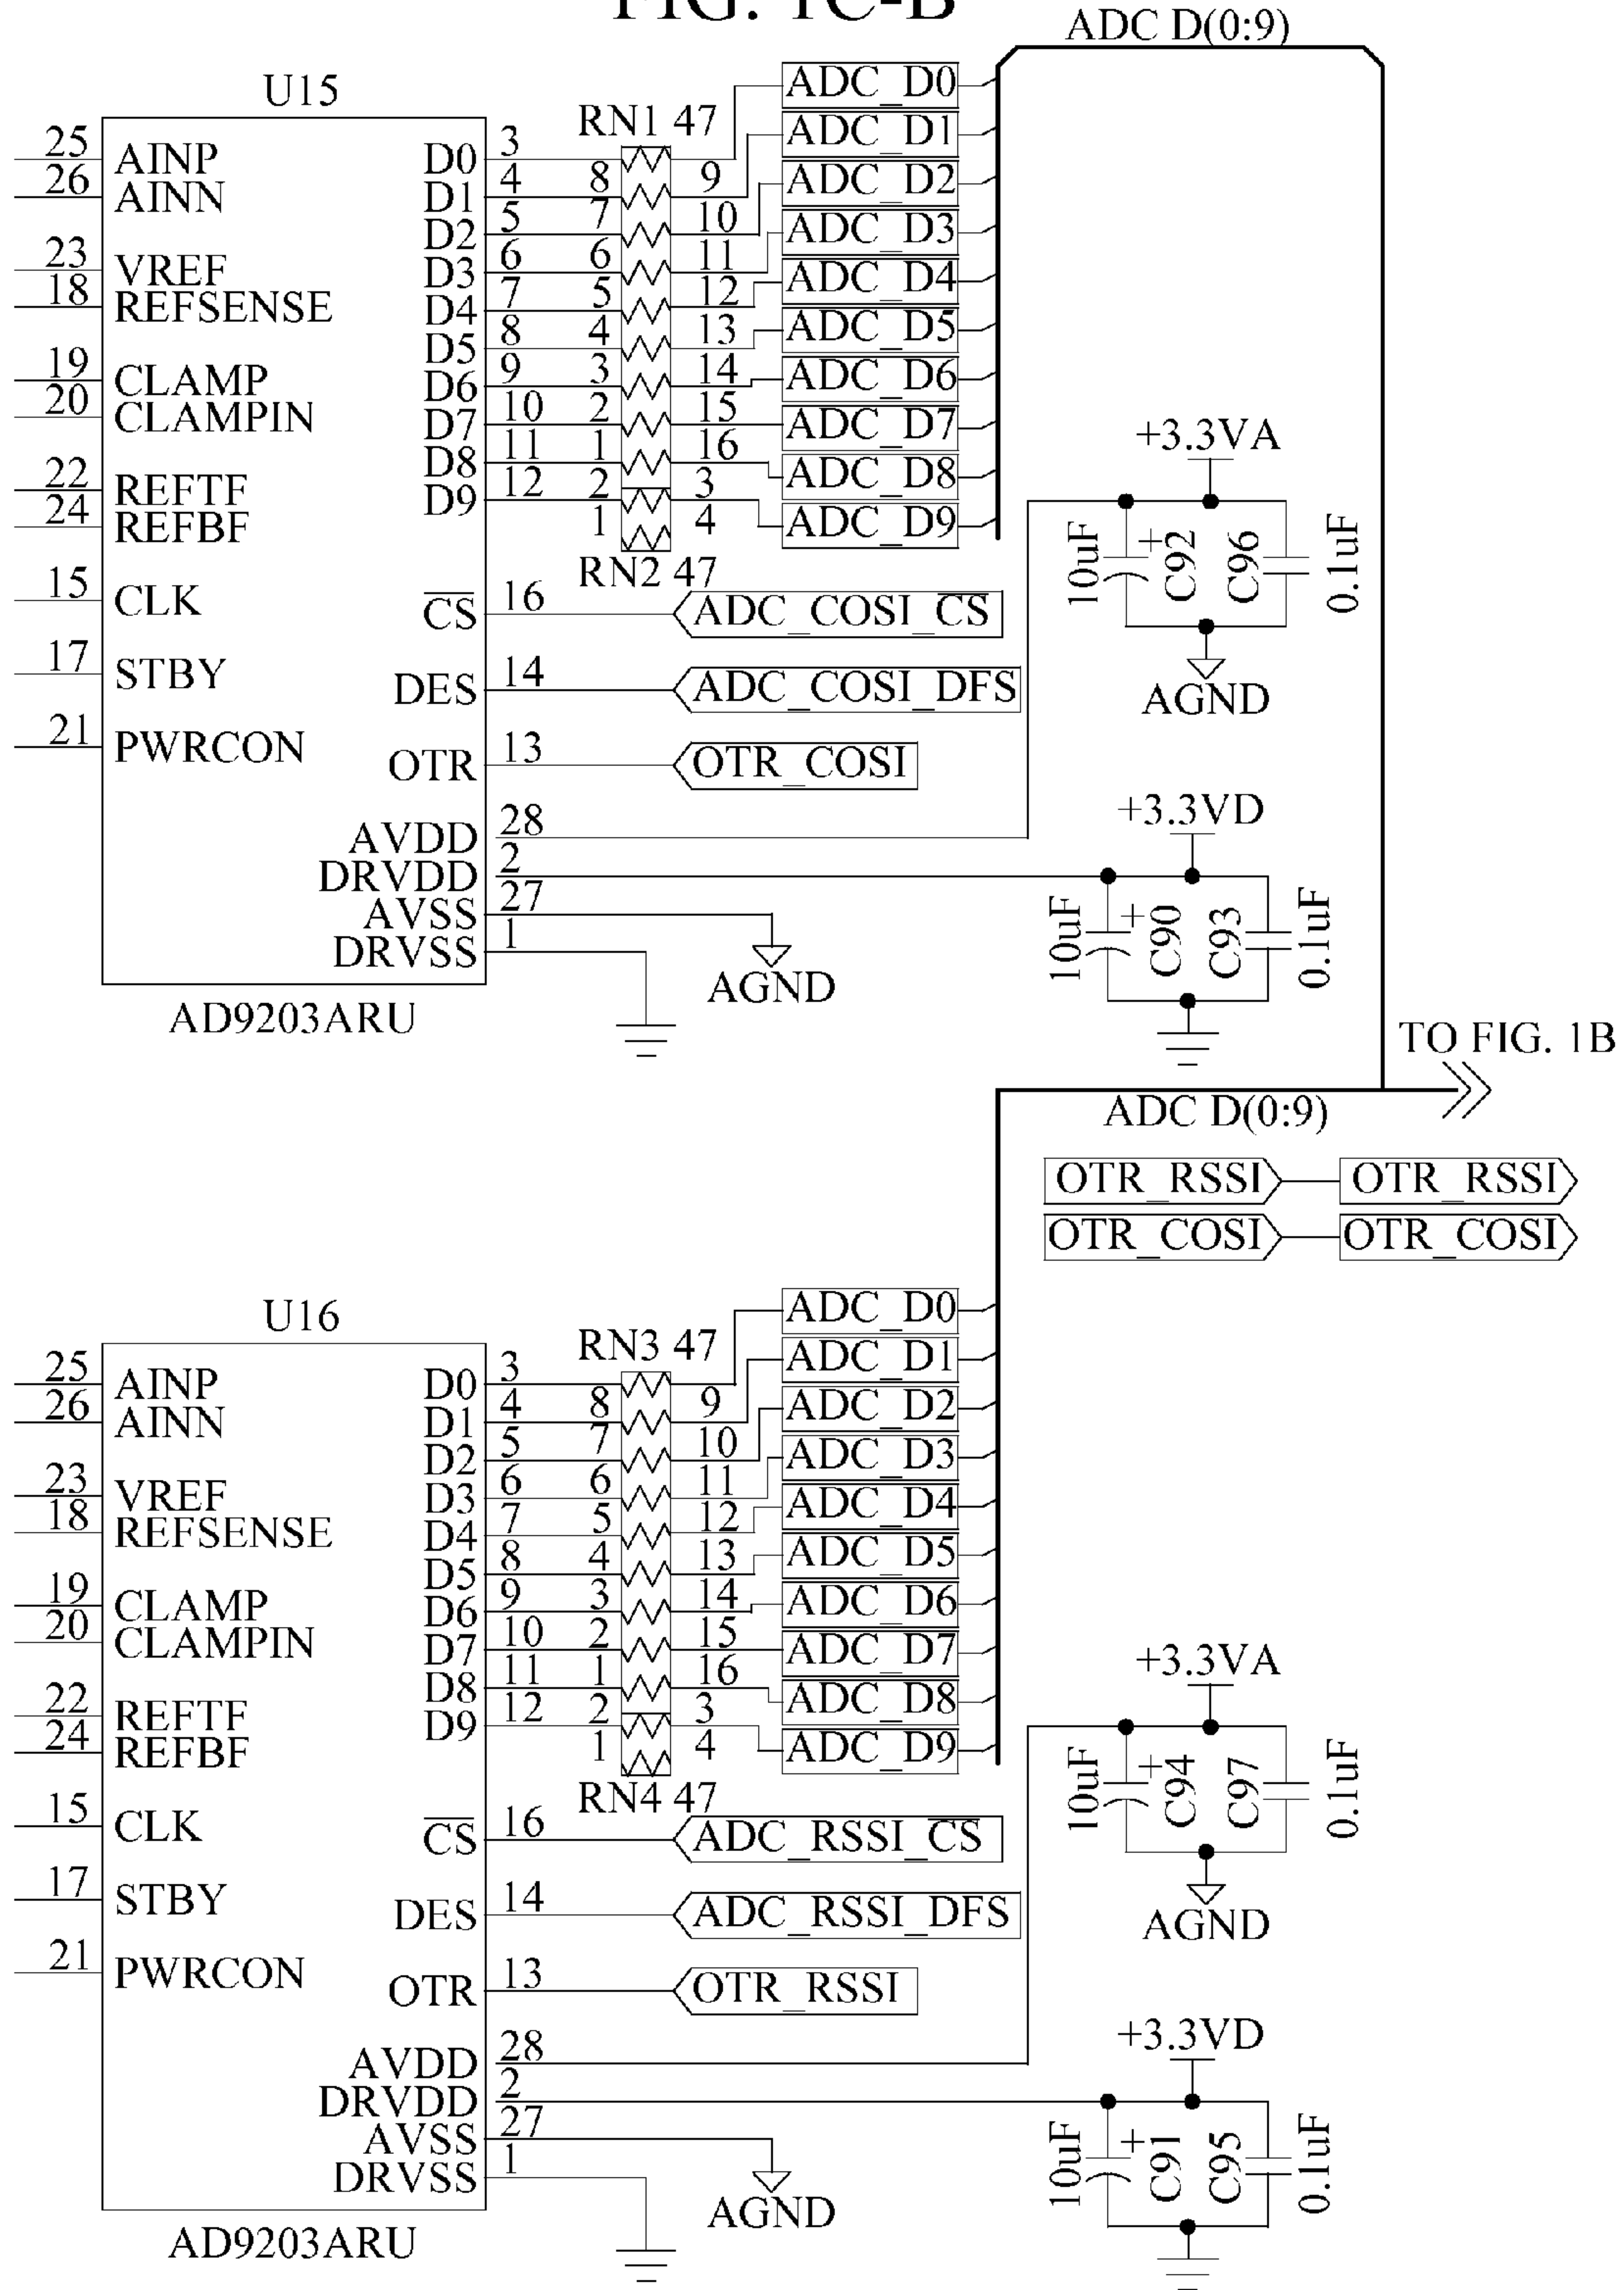 FIG. 1C-B
ADC D(0:9)
U15
RN1 47
25 AINP
26 AINN
23 VREF
18 REFSENSE
19 CLAMP
20 CLAMPIN
22 REFTF
24 REFBF
15 CLK
17 STBY
21 PWRCON
D0 3 ADC_D0
D1 4 8 9 ADC_D1
D2 5 7 10 ADC_D2
D3 6 6 11 ADC_D3
D4 7 5 12 ADC_D4
D5 8 4 13 ADC_D5
D6 9 3 14 ADC_D6
D7 10 2 15 ADC_D7
D8 11 1 16 ADC_D8
D9 12 2 3 ADC_D9
1 4
RN2 47
CS 16 ADC_COSI_CS
DES 14 ADC_COSI_DFS
OTR 13 OTR_COSI
AVDD 28
DRVDD 2
AVSS 27
DRVSS 1
AGND
AD9203ARU
+3.3VA
10uF + C92 C96 0.1uF
AGND
+3.3VD
10uF + C90 C93 0.1uF
TO FIG. 1B
ADC D(0:9)
OTR_RSSI OTR_RSSI
OTR_COSI OTR_COSI
U16
RN3 47
25 AINP
26 AINN
23 VREF
18 REFSENSE
19 CLAMP
20 CLAMPIN
22 REFTF
24 REFBF
15 CLK
17 STBY
21 PWRCON
D0 3 ADC_D0
D1 4 8 9 ADC_D1
D2 5 7 10 ADC_D2
D3 6 6 11 ADC_D3
D4 7 5 12 ADC_D4
D5 8 4 13 ADC_D5
D6 9 3 14 ADC_D6
D7 10 2 15 ADC_D7
D8 11 1 16 ADC_D8
D9 12 2 3 ADC_D9
1 4
RN4 47
CS 16 ADC_RSSI_CS
DES 14 ADC_RSSI_DFS
OTR 13 OTR_RSSI
AVDD 28
DRVDD 2
AVSS 27
DRVSS 1
AGND
AD9203ARU
+3.3VA
10uF + C94 C97 0.1uF
AGND
+3.3VD
10uF + C91 C95 0.1uF